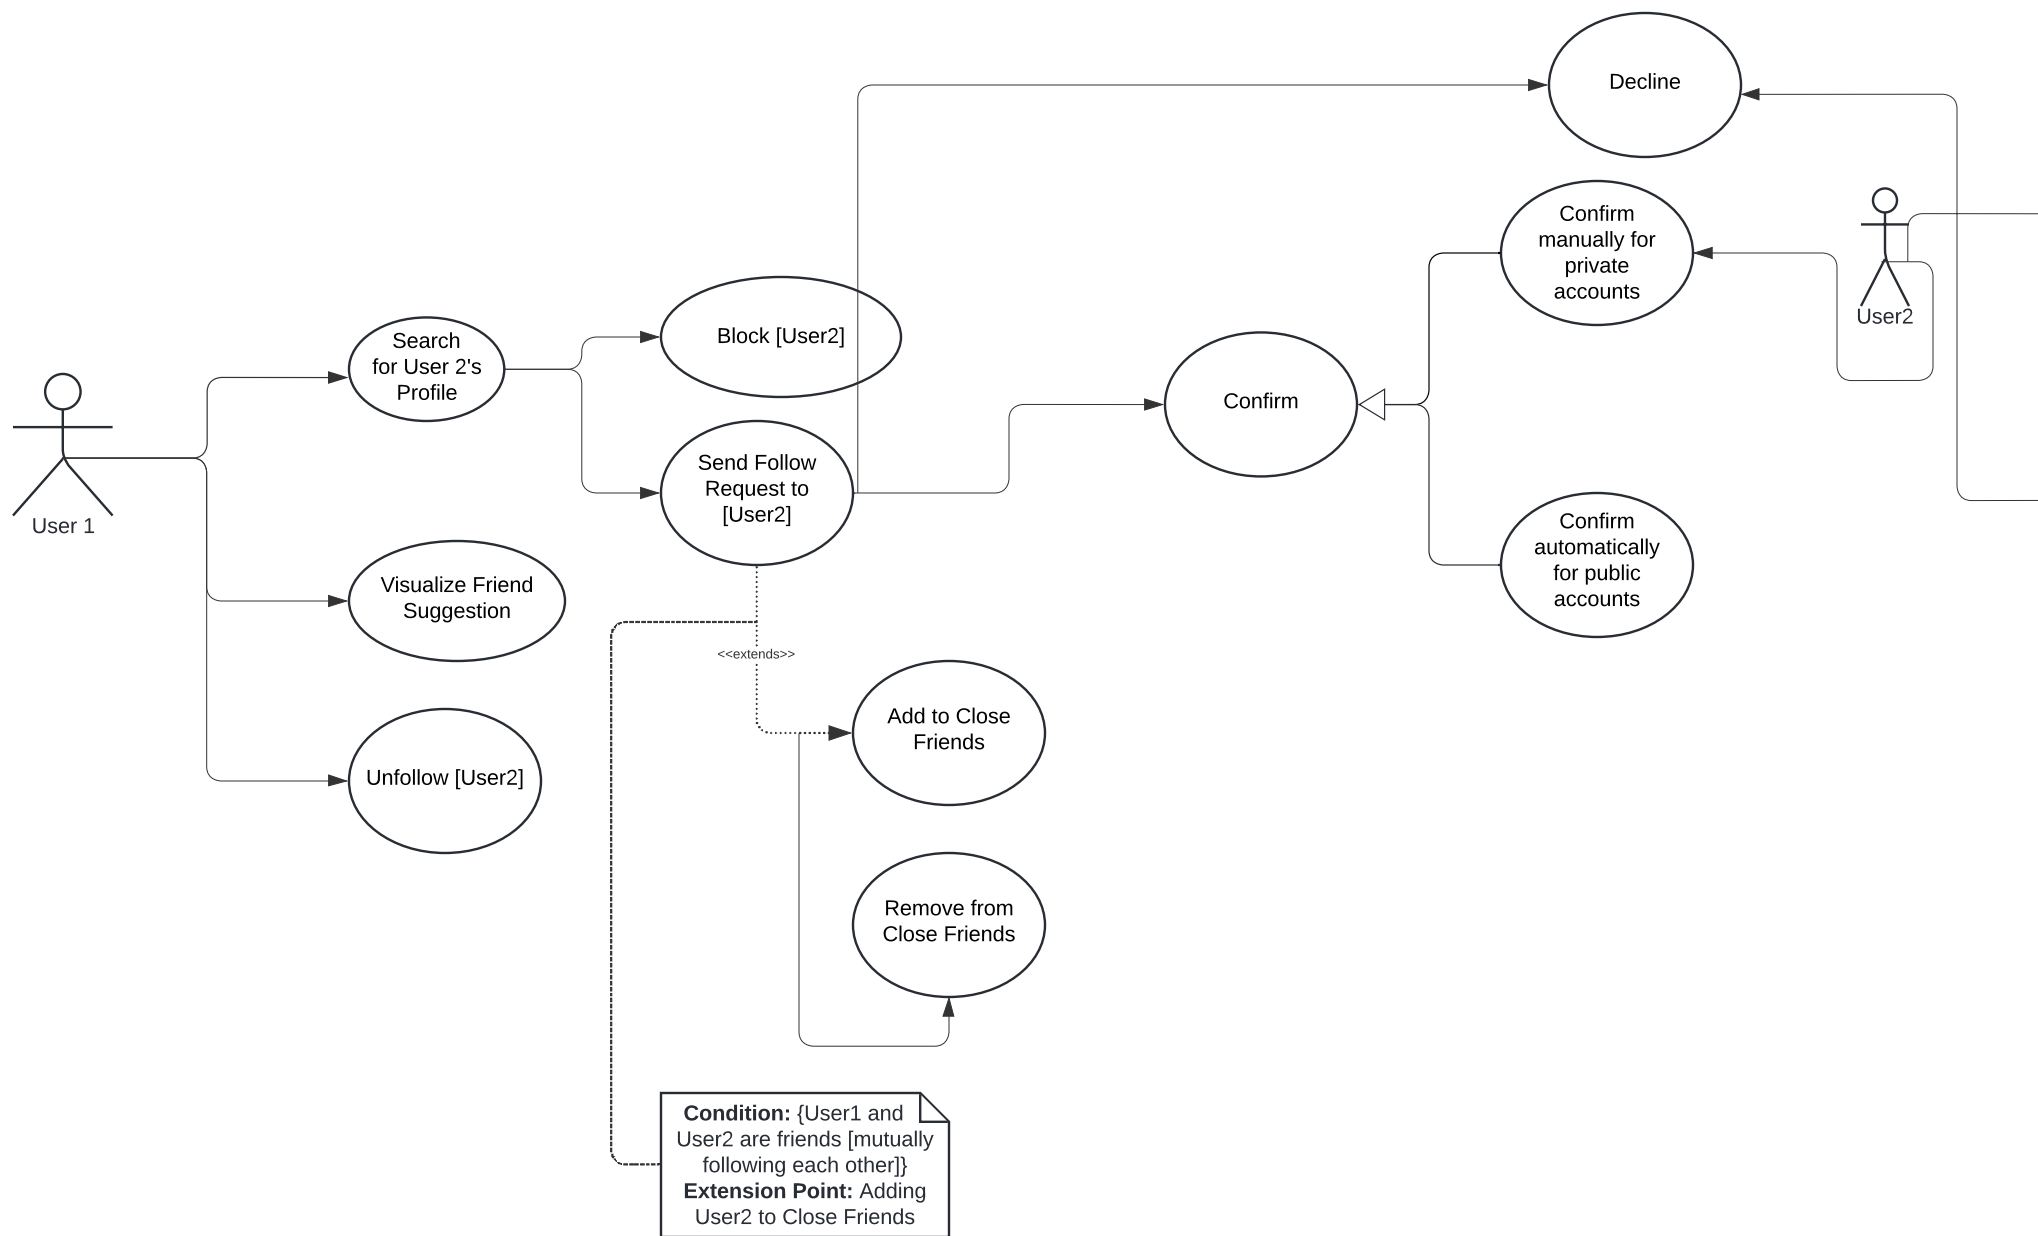 Decline
Confirm
manually for
private
accounts
User2
Block [User2]
Search
for User 2's
Profile
Confirm
User 1
Send Follow
Request to
[User2]
Confirm
automatically
for public
accounts
Visualize Friend
Suggestion
<<extends>>
Add to Close
Friends
Unfollow [User2]
Remove from
Close Friends
Condition: {User1 and
User2 are friends [mutually
following each other]}
Extension Point: Adding
User2 to Close Friends